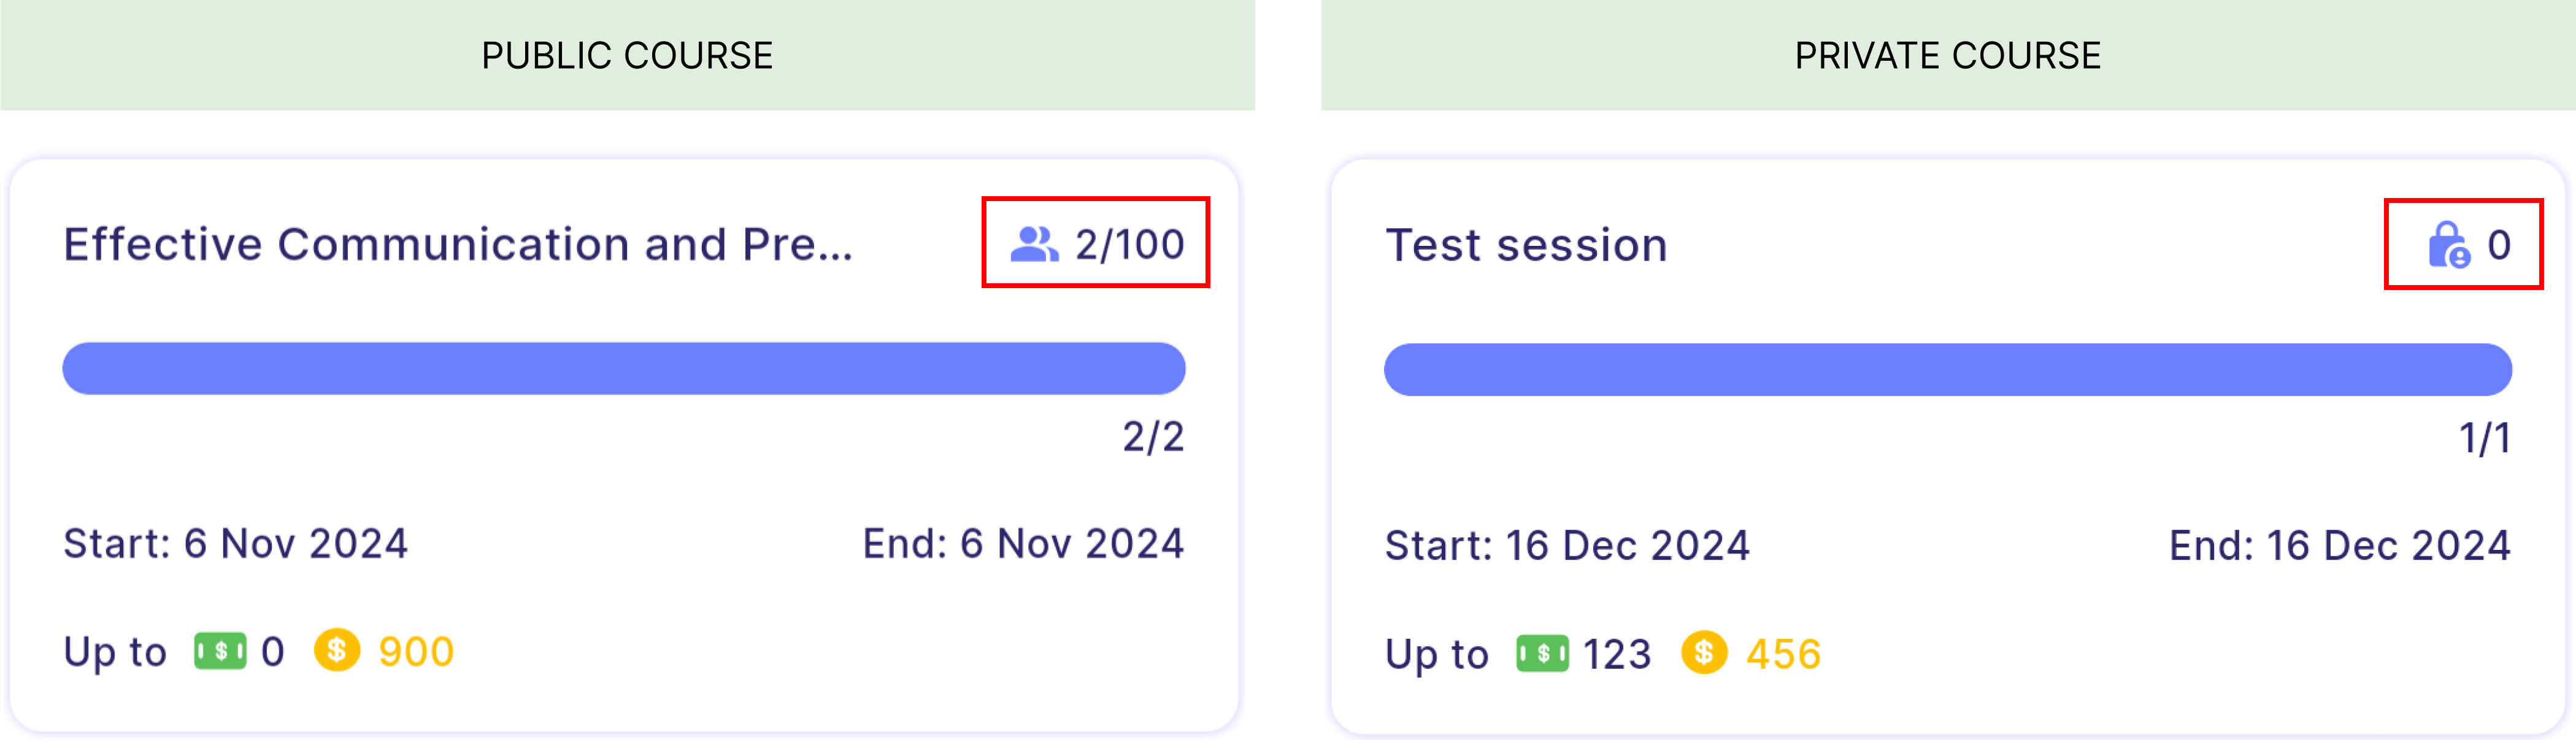 PUBLIC COURSE
Effective Communication and Pre...
2/100
2/2
Start: 6 Nov 2024
End: 6 Nov 2024
Up to $ 0 $ 900
PRIVATE COURSE
Test session
0
1/1
Start: 16 Dec 2024
End: 16 Dec 2024
Up to $ 123 $ 456